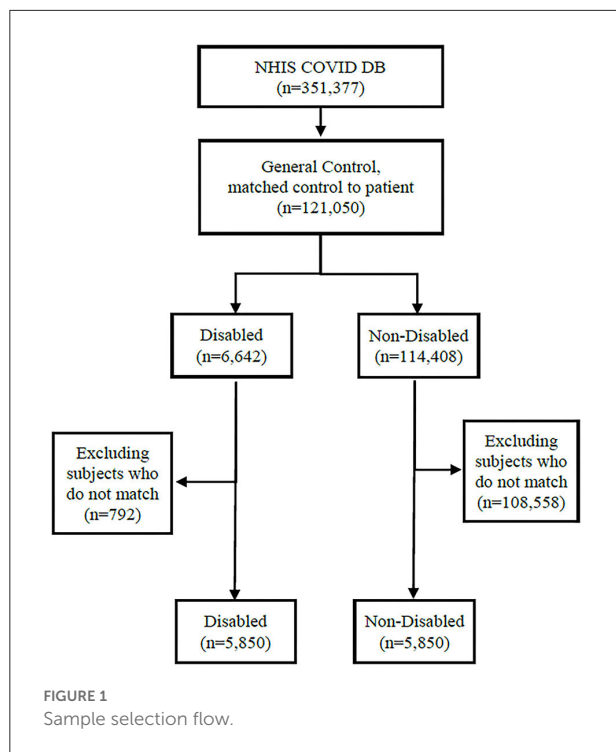 NHIS COVID DB
(n=351,377)
General Control,
matched control to patient
(n=121,050)
Disabled
(n=6,642)
Non-Disabled
(n=114,408)
Excluding
subjects who
do not match
(n=792)
Excluding
subjects who
do not match
(n=108,558)
Disabled
(n=5,850)
Non-Disabled
(n=5,850)
FIGURE 1
Sample selection flow.